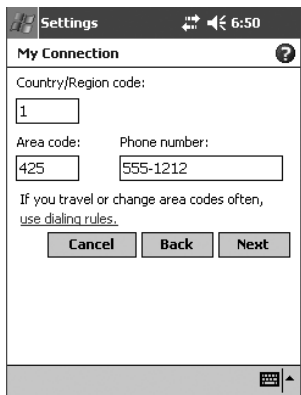 Settings 6:50
My Connection ?
Country/Region code:
1
Area code: Phone number:
425 555-1212
If you travel or change area codes often,
use dialing rules.
Cancel Back Next